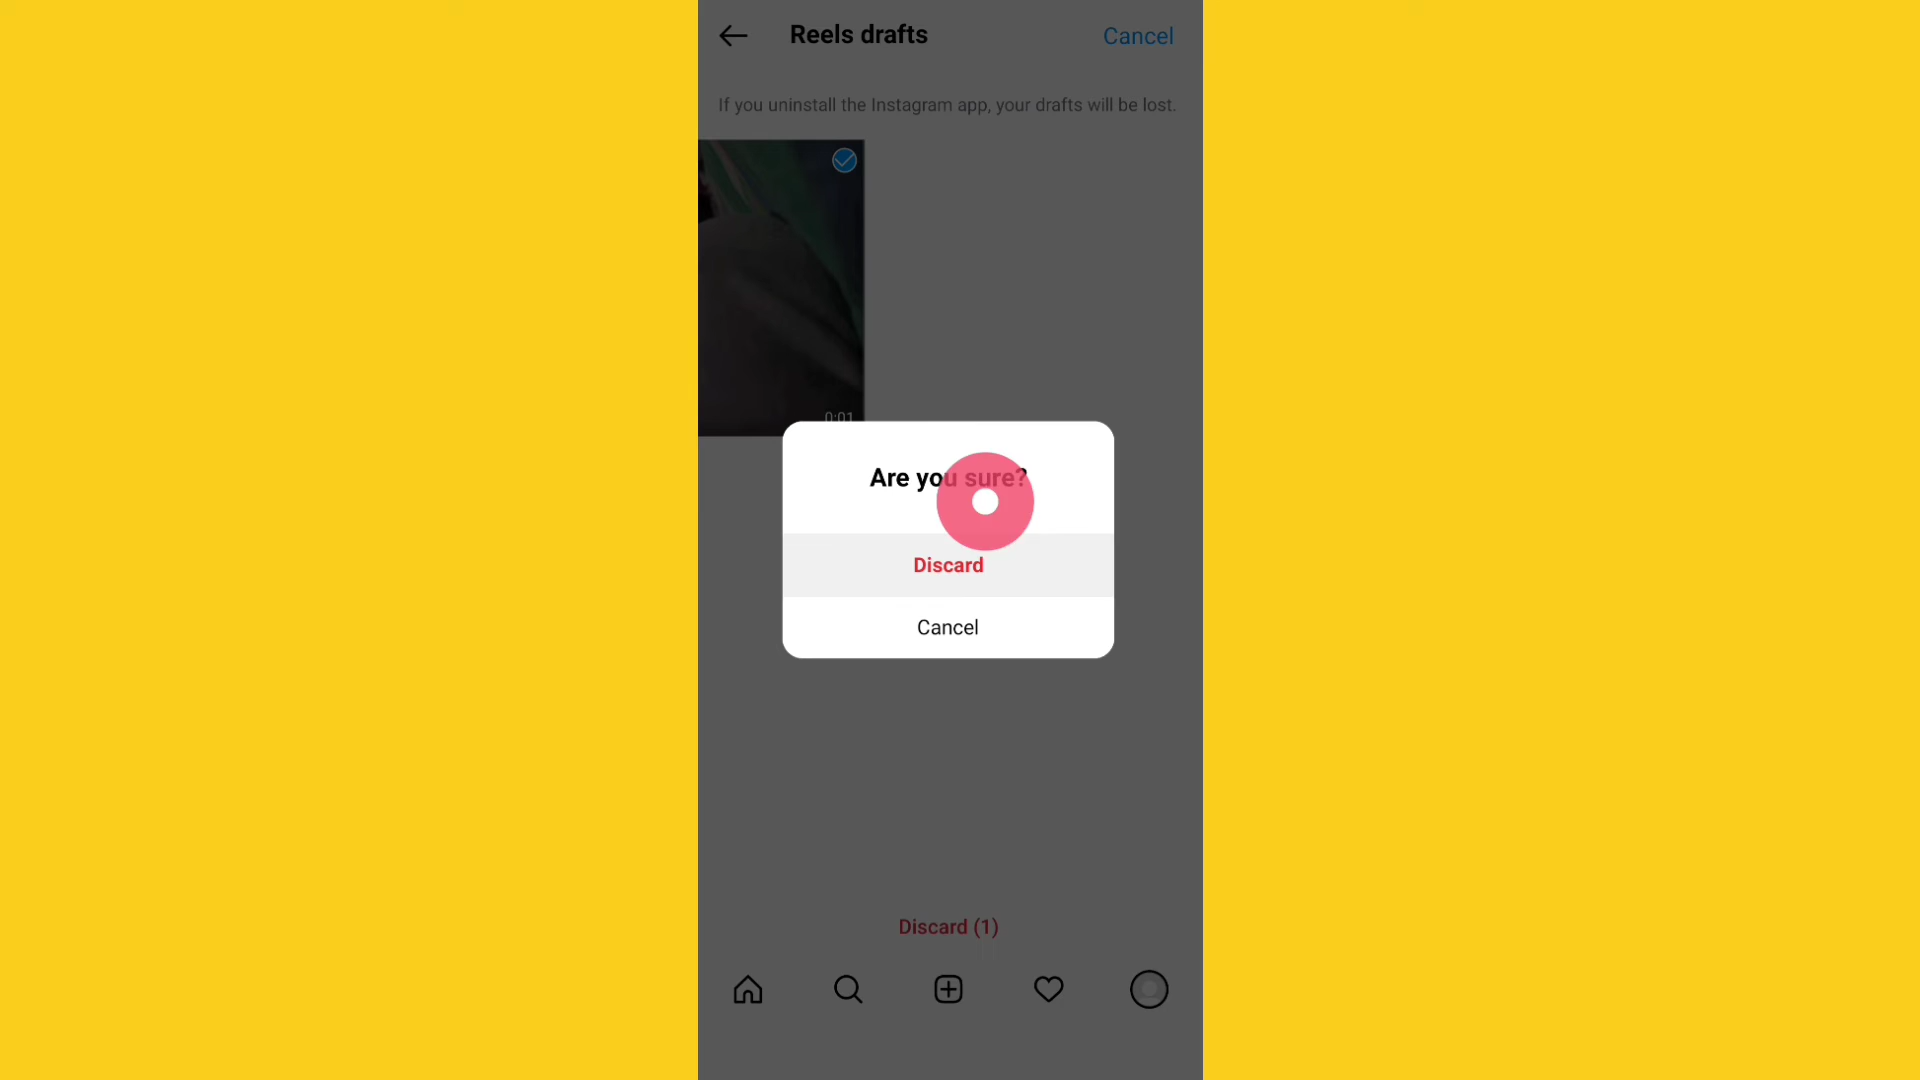 Reels drafts
Cancel
If you uninstall the Instagram app, your drafts will be lost.
0:01
Are you sure?
Discard
Cancel
Discard (1)